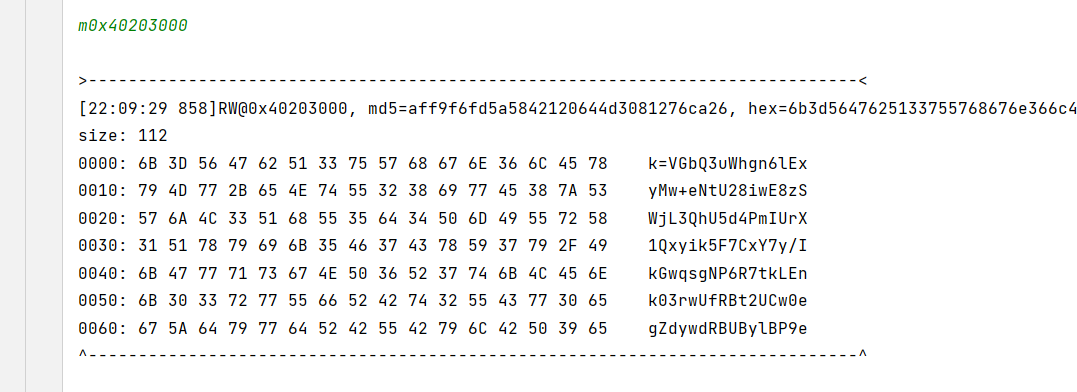 m0x40203000
>-----------------------------------------------------------------------------<
[22:09:29 858]RW@0x40203000, md5=aff9f6fd5a5842120644d3081276ca26, hex=6b3d5647625133755768676e366c4
size: 112
0000: 6B 3D 56 47 62 51 33 75 57 68 67 6E 36 6C 45 78    k=VGbQ3uWhgn6lEx
0010: 79 4D 77 2B 65 4E 74 55 32 38 69 77 45 38 7A 53    yMw+eNtU28iwE8zS
0020: 57 6A 4C 33 51 68 55 35 64 34 50 6D 49 55 72 58    WjL3QhU5d4PmIUrX
0030: 31 51 78 79 69 6B 35 46 37 43 78 59 37 79 2F 49    1Qxyik5F7CxY7y/I
0040: 6B 47 77 71 73 67 4E 50 36 52 37 74 6B 4C 45 6E    kGwqsgNP6R7tkLEn
0050: 6B 30 33 72 77 55 66 52 42 74 32 55 43 77 30 65    k03rwUfRBt2UCw0e
0060: 67 5A 64 79 77 64 52 42 55 42 79 6C 42 50 39 65    gZdywdRBUBylBP9e
^-----------------------------------------------------------------------------^